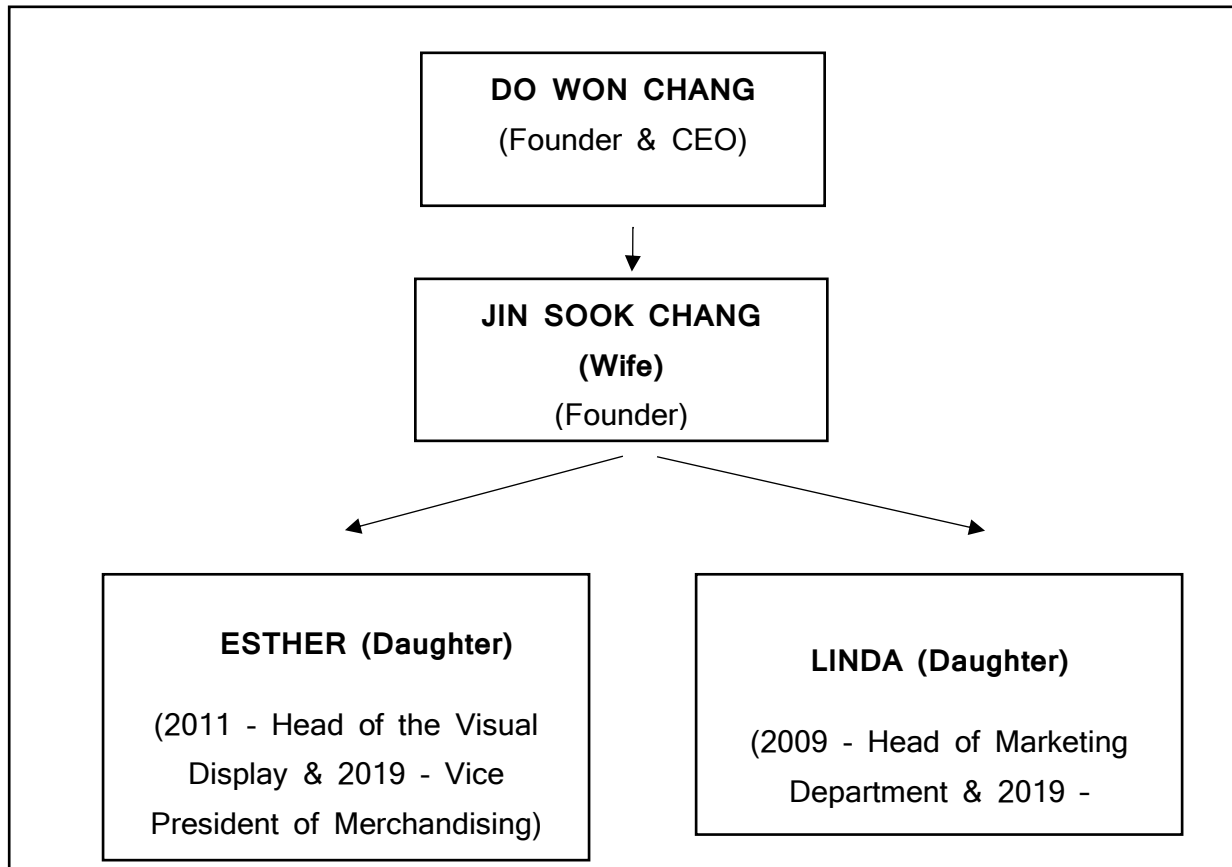 DO WON CHANG
(Founder & CEO)
JIN SOOK CHANG
(Wife)
(Founder)
ESTHER (Daughter)
(2011 - Head of the Visual
Display & 2019 - Vice
President of Merchandising)
LINDA (Daughter)
(2009 - Head of Marketing
Department & 2019 –